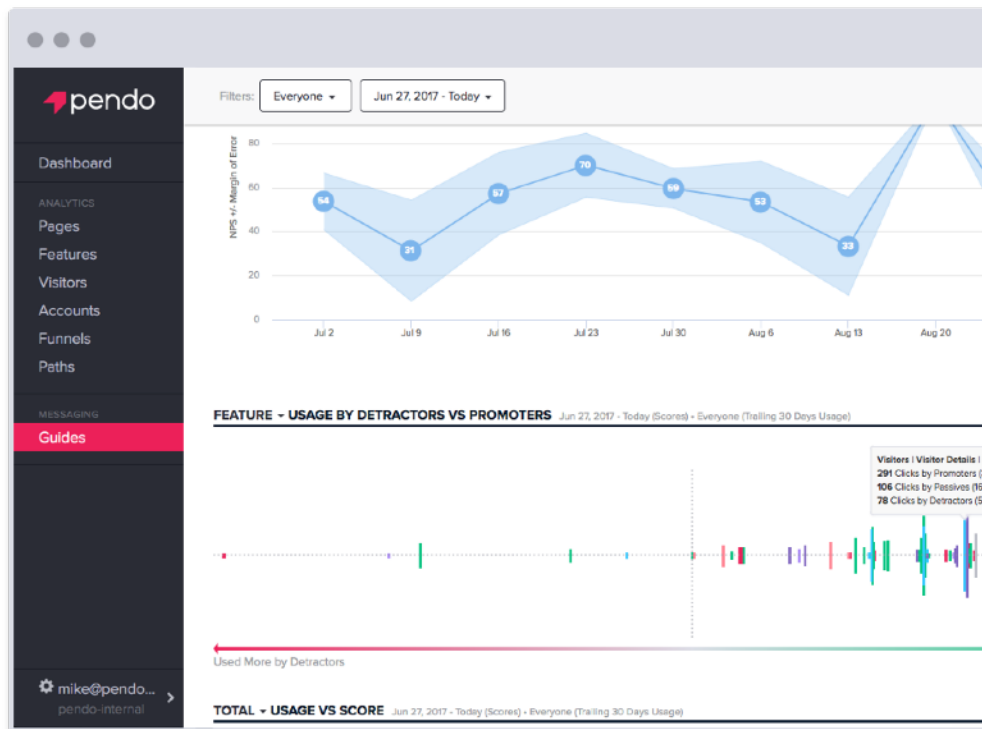 pendo
Filters: Everyone Jun 27, 2017 - Today
Dashboard
ANALYTICS
Pages
Features
Visitors
Accounts
Funnels
Paths
MESSAGING
Guides
mike@pendo...
pendo-internal
NPS +/- Margin of Error
80
60
40
20
0
54
31
57
70
59
53
33
Jul 2
Jul 9
Jul 16
Jul 23
Jul 30
Aug 6
Aug 13
Aug 20
FEATURE USAGE BY DETRACTORS VS PROMOTERS Jun 27, 2017 - Today (Scores) • Everyone (Trailing 30 Days Usage)
Visitors | Visitor Details |
291 Clicks by Promoters
106 Clicks by Passives (16
78 Clicks by Detractors (5
Used More by Detractors
TOTAL USAGE VS SCORE Jun 27, 2017 - Today (Scores) • Everyone (Trailing 30 Days Usage)